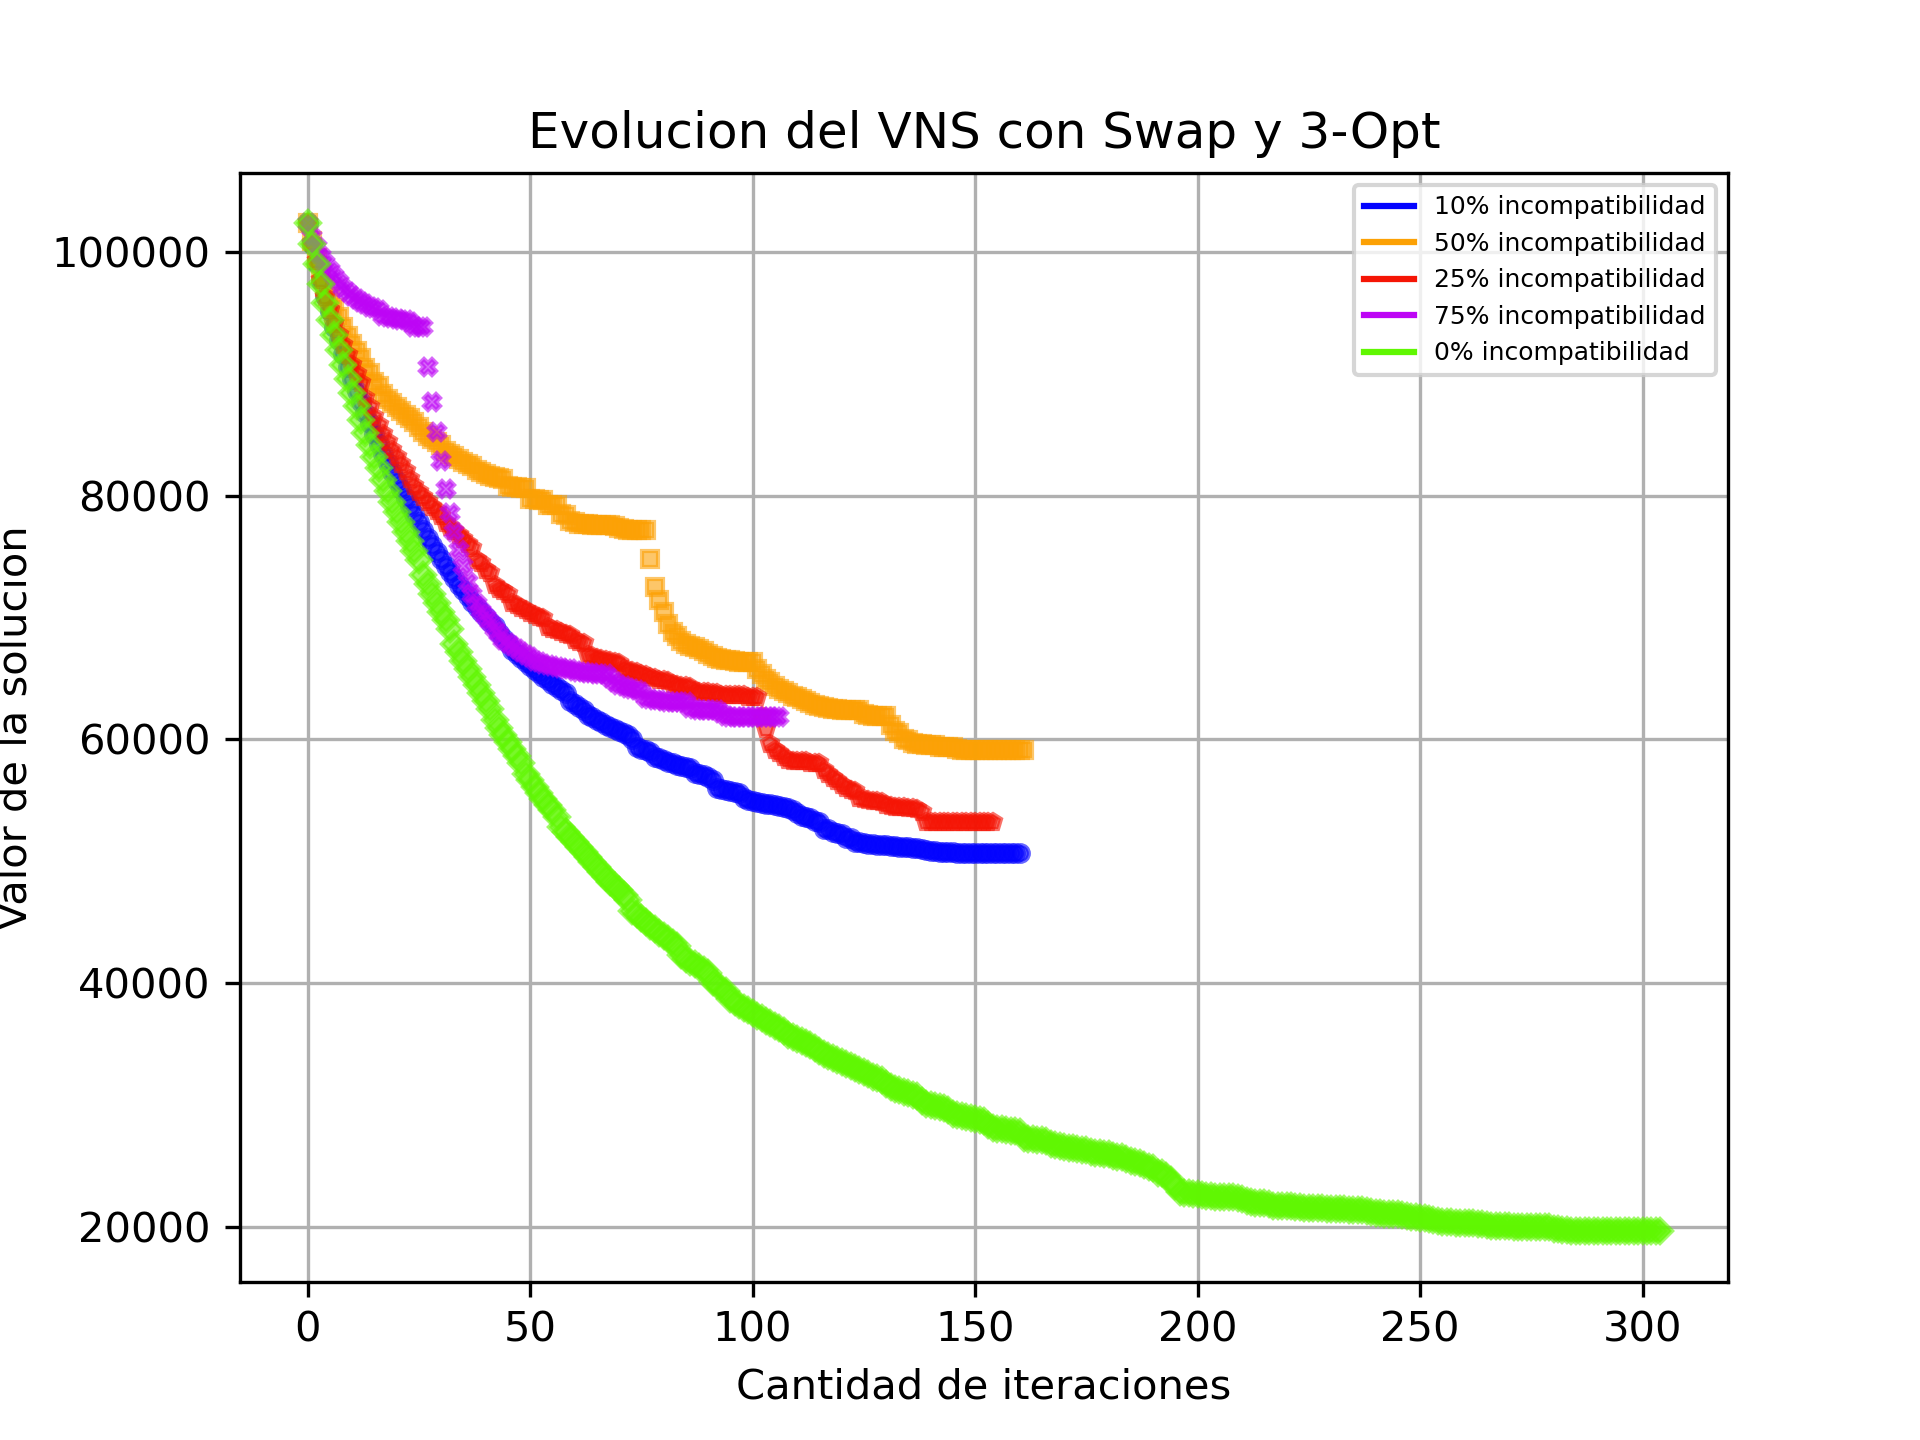 Evolucion del VNS con Swap y 3-Opt
10% incompatibilidad
50% incompatibilidad
25% incompatibilidad
75% incompatibilidad
0% incompatibilidad
Valor de la solucion
100000
80000
60000
40000
20000
0 50 100 150 200 250 300
Cantidad de iteraciones